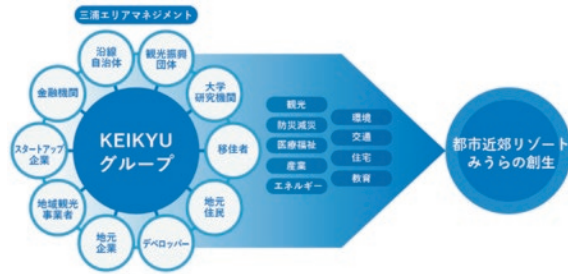 三浦エリアマネジメント
沿線
自治体
観光振興
団体
大学
研究機関
移住者
地元
住民
デベロッパー
地元
企業
地域観光
事業者
スタートアップ
企業
金融機関
KEIKYU
グループ
観光
防災減災
医療福祉
産業
エネルギー
環境
交通
住宅
教育
都市近郊リゾート
みうらの創生